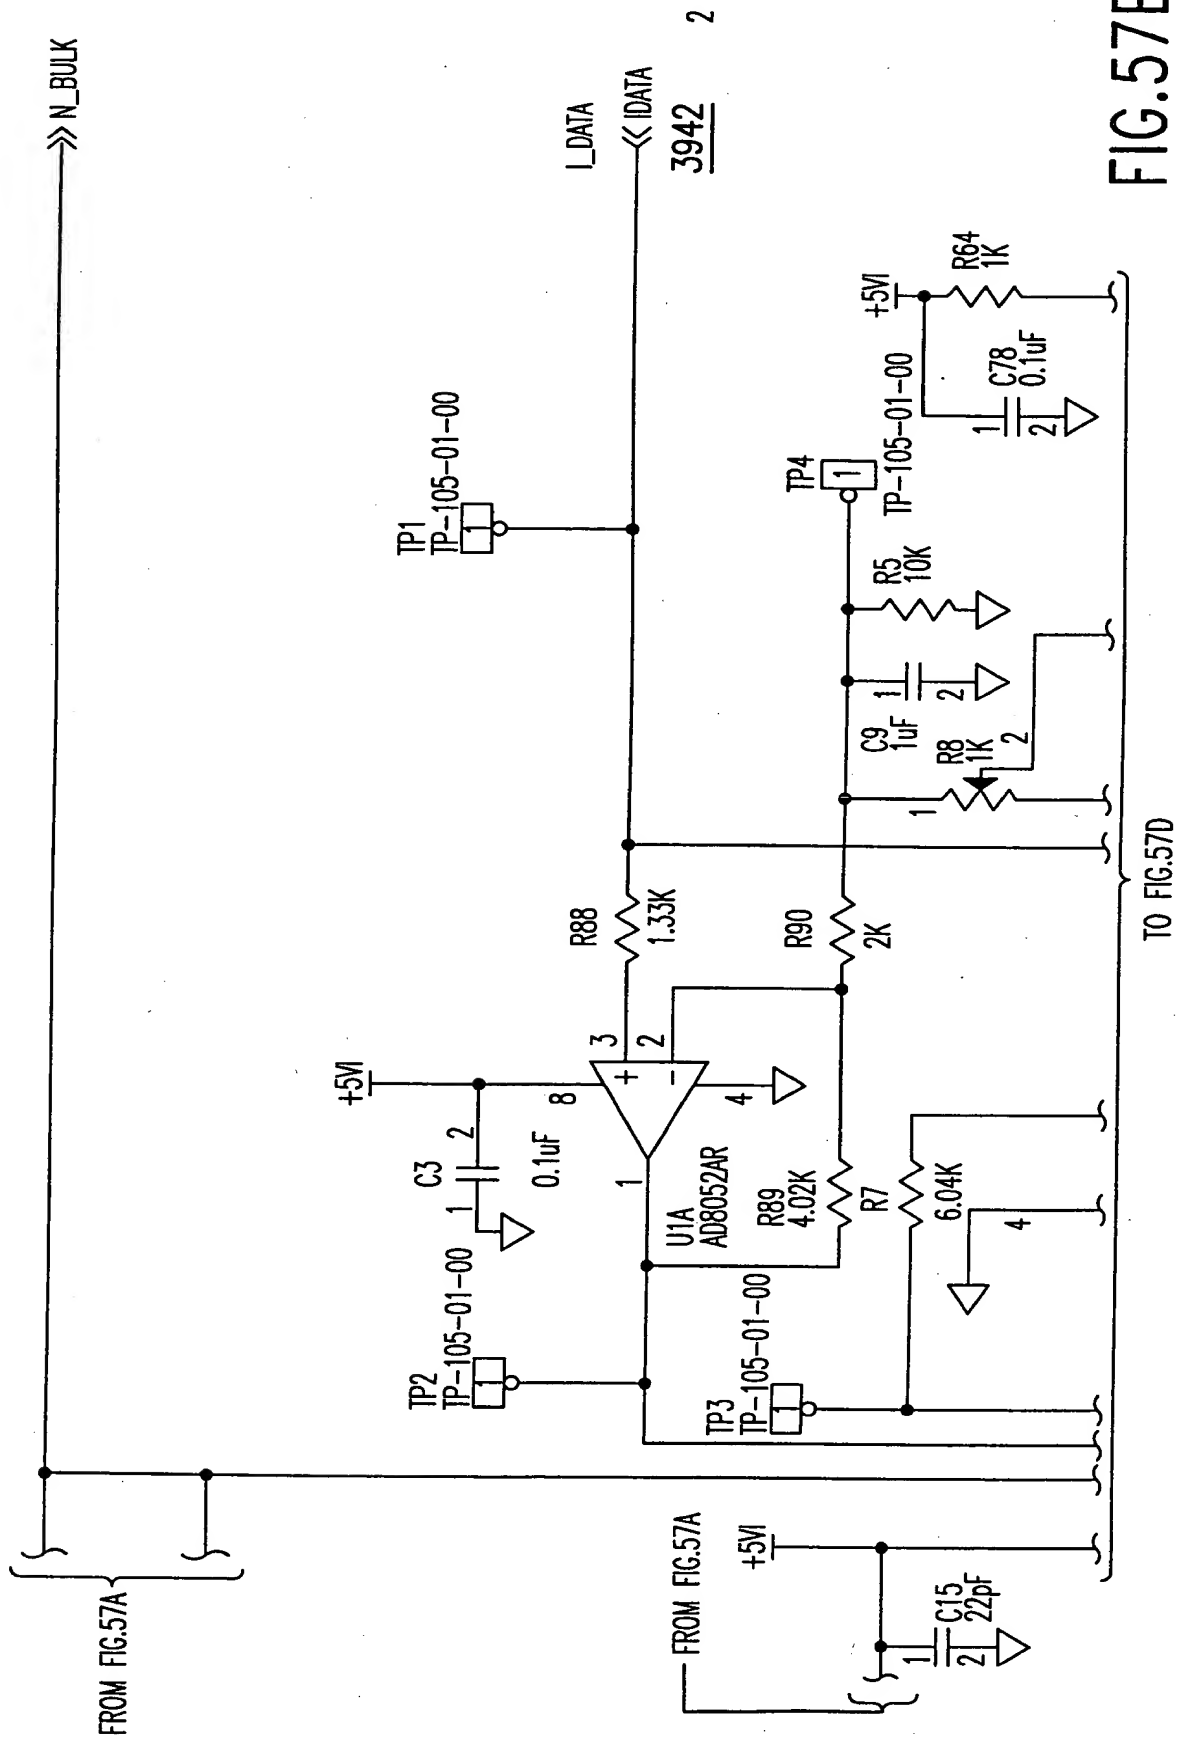 N_BULK
FROM FIG.57A
I_DATA
IDATA
3942
2
TP1
TP-105-01-00
1
+5VI
C3
1
2
0.1uF
8
3
2
+
-
1
4
U1A
AD8052AR
R88
1.33K
TP2
TP-105-01-00
1
R89
4.02K
R90
2K
TP4
1
TP-105-01-00
R5
10K
C9
1uF
1
2
R8
1K
1
2
+5VI
R64
1K
C78
0.1uF
1
2
TP3
TP-105-01-00
1
R7
6.04K
4
FROM FIG.57A
+5VI
C15
22pF
1
2
TO FIG.57D